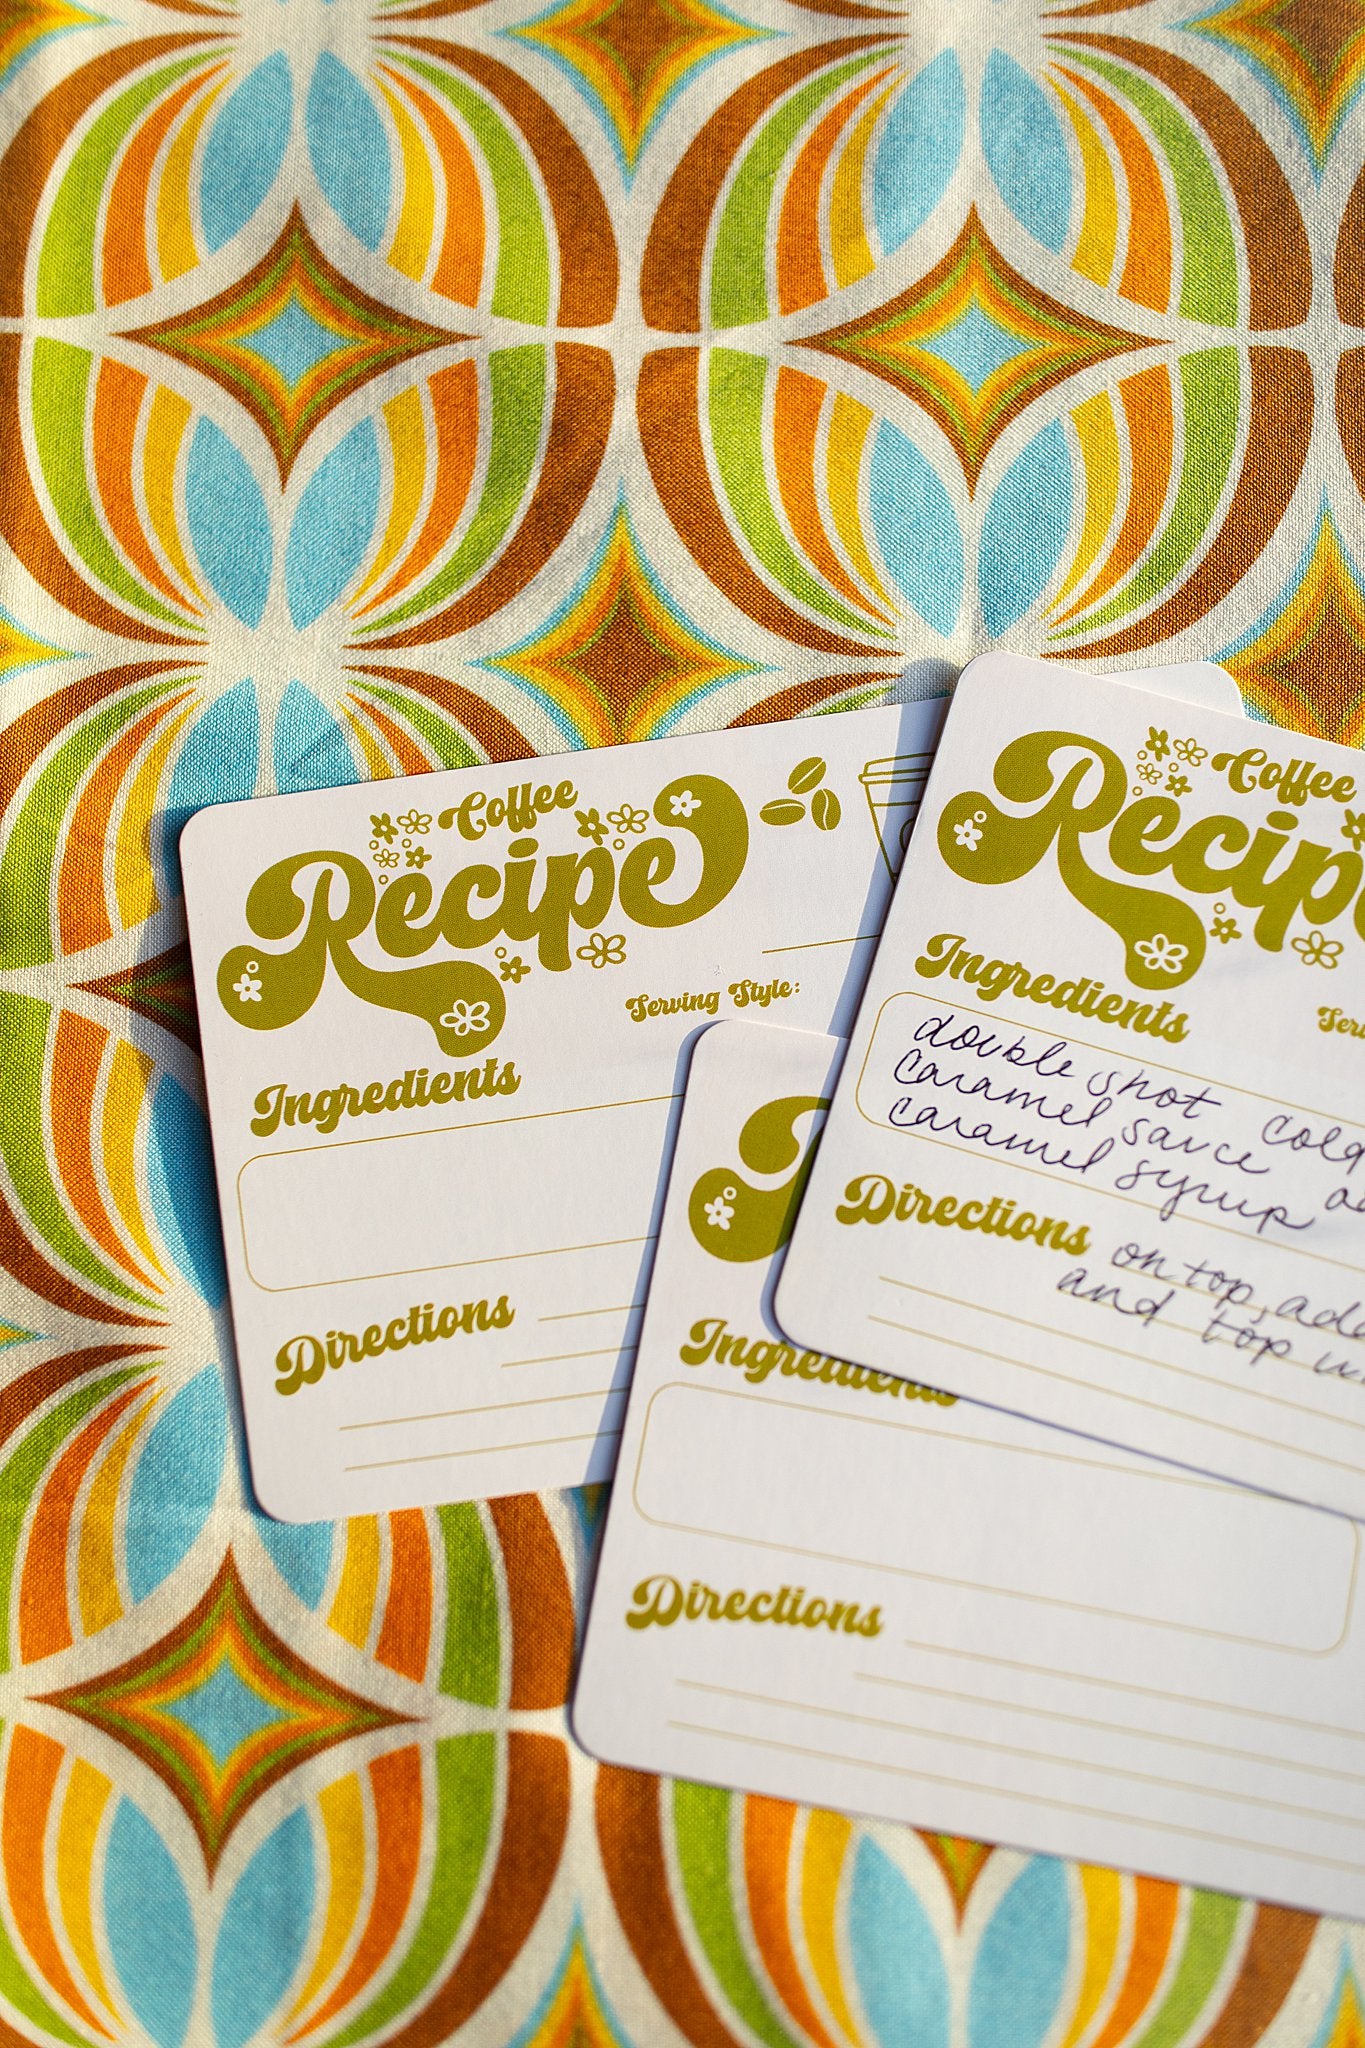 Coffee
Recipe
Serving Style:
Ingredients
Directions
Coffee
Recip
Ingredients
double shot cold
caramel sauce
caramel syrup
Directions
on top, add
and top
Ingredients
Directions